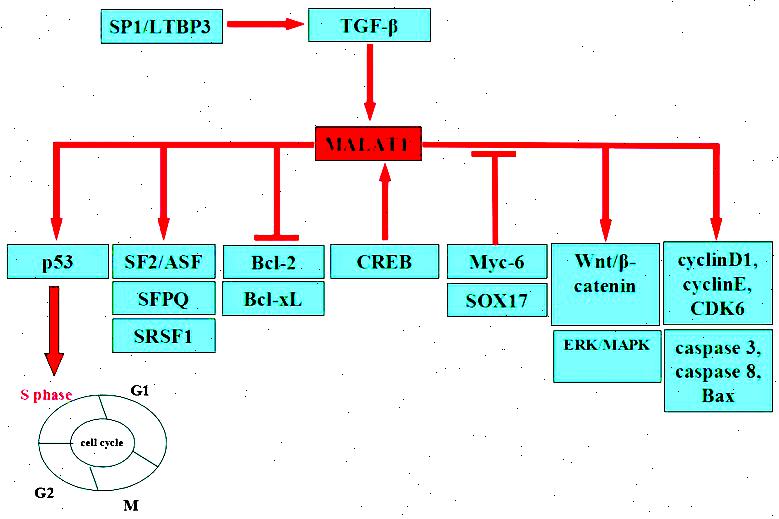 SP1/LTBP3
TGF-β
MALAT1
p53
SF2/ASF
SFPQ
SRSF1
Bcl-2
Bcl-xL
CREB
Myc-6
SOX17
Wnt/β-
catenin
ERK/MAPK
cyclinD1,
cyclinE,
CDK6
caspase 3,
caspase 8,
Bax
S phase
G1
cell cycle
G2
M